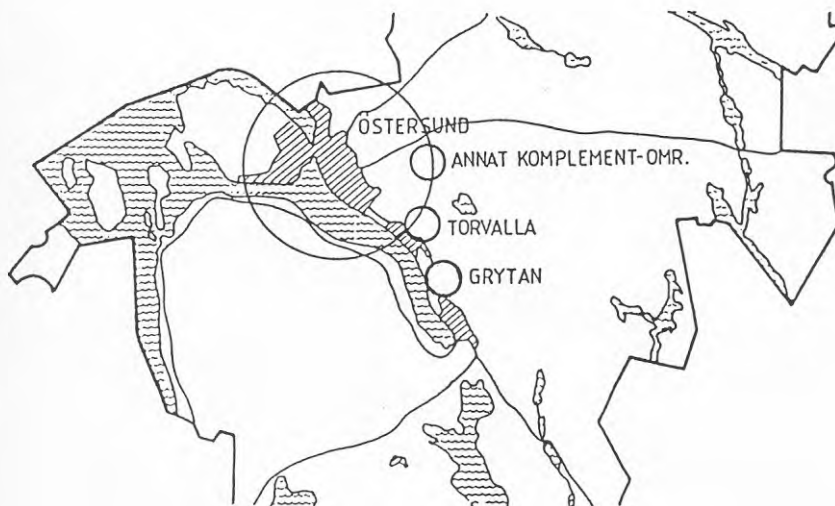 ÖSTERSUND
ANNAT KOMPLEMENT-OMR.
TORVALLA
GRYTAN